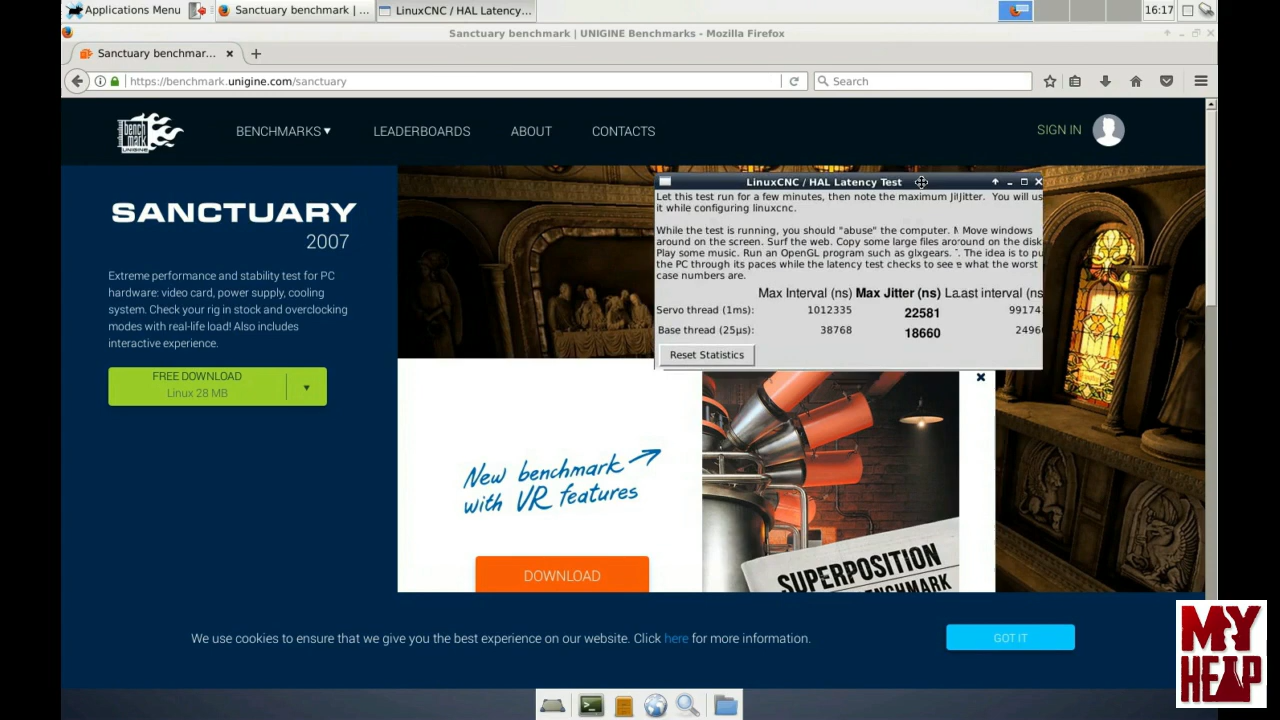 Applications Menu
Sanctuary benchmark | ...
LinuxCNC / HAL Latency...
16:17
Sanctuary benchmark | UNIGINE Benchmarks - Mozilla Firefox
Sanctuary benchmar...
https://benchmark.unigine.com/sanctuary
Search
bench
mark
UNIGINE
BENCHMARKS
LEADERBOARDS
ABOUT
CONTACTS
SIGN IN
SANCTUARY
2007
Extreme performance and stability test for PC
hardware: video card, power supply, cooling
system. Check your rig in stock and overclocking
modes with real-life load! Also includes
interactive experience.
FREE DOWNLOAD
Linux 28 MB
LinuxCNC / HAL Latency Test
Let this test run for a few minutes, then note the maximum Jitter. You will us
it while configuring linuxcnc.
While the test is running, you should "abuse" the computer. Move windows
around on the screen. Surf the web. Copy some large files around on the disk
Play some music. Run an OpenGL program such as glxgears. The idea is to pu
the PC through its paces while the latency test checks to see what the worst
case numbers are.
Max Interval (ns) Max Jitter (ns) Last interval (ns
Servo thread (1ms): 1012335 22581 99174
Base thread (25µs): 38768 18660 2496
Reset Statistics
New benchmark
with VR features
DOWNLOAD
SUPERPOSITION
BENCHMARK
We use cookies to ensure that we give you the best experience on our website. Click here for more information.
GOT IT
MY
HELP